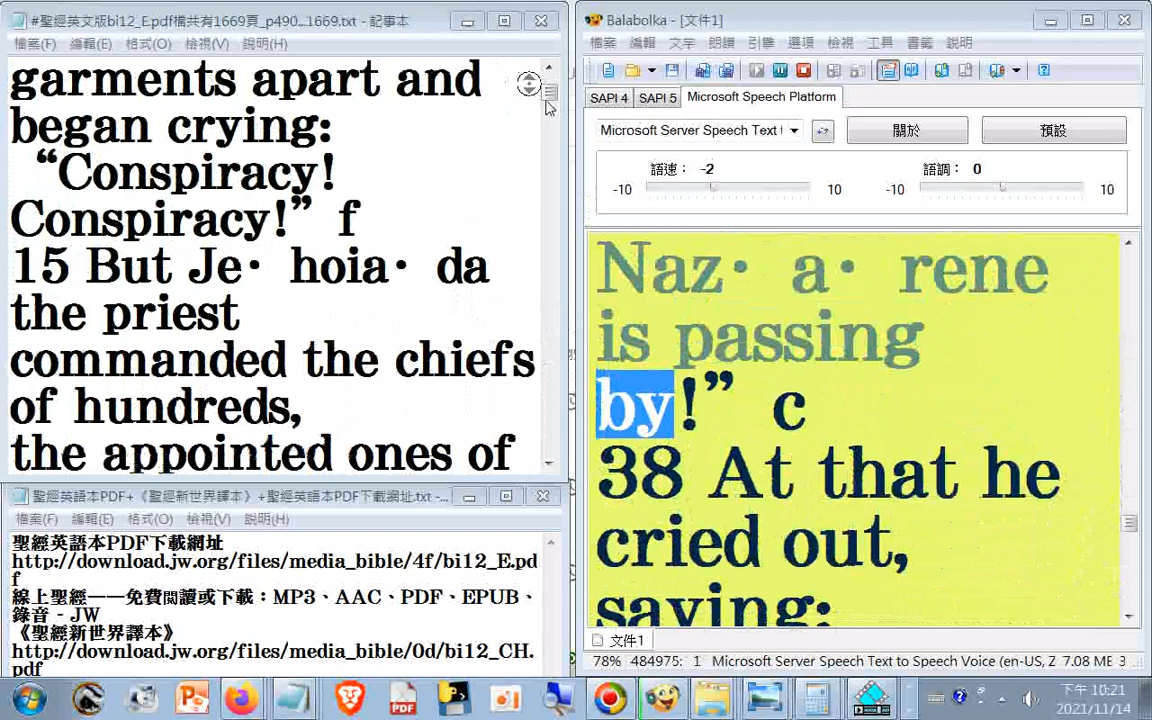 #聖經英文版bi12_E.pdf檔共有1669頁_p490...1669.txt - 記事本
檔案(F) 編輯(E) 格式(O) 檢視(V) 說明(H)
garments apart and
began crying:
“Conspiracy!
Conspiracy!” f
15 But Je· hoia· da
the priest
commanded the chiefs
of hundreds,
the appointed ones of
聖經英語本PDF+《聖經新世界譯本》+聖經英語本PDF下載網址.txt -...
檔案(F) 編輯(E) 格式(O) 檢視(V) 說明(H)
聖經英語本PDF下載網址
http://download.jw.org/files/media_bible/4f/bi12_E.pd
f
線上聖經——免費閱讀或下載：MP3、AAC、PDF、EPUB、
錄音 - JW
《聖經新世界譯本》
http://download.jw.org/files/media_bible/0d/bi12_CH.
pdf
Balabolka - [文件1]
檔案 編輯 文字 朗讀 引擎 選項 檢視 工具 書籤 說明
SAPI 4 SAPI 5 Microsoft Speech Platform
Microsoft Server Speech Text 關於 預設
語速： -2 語調： 0
-10 10 -10 10
Naz· a· rene
is passing
by!” c
38 At that he
cried out,
saying:
文件1
78% 484975: 1 Microsoft Server Speech Text to Speech Voice (en-US, Z 7.08 ME 3
下午 10:21
2021/11/14